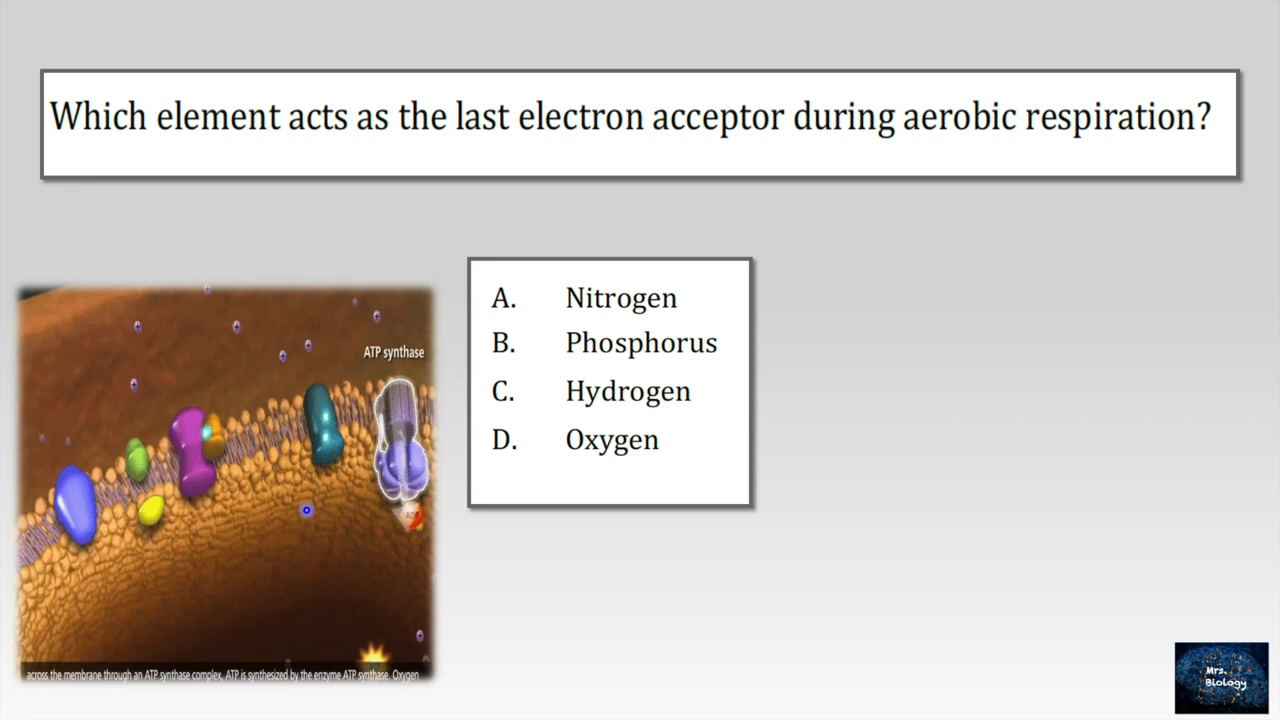 Which element acts as the last electron acceptor during aerobic respiration?
A. Nitrogen
B. Phosphorus
C. Hydrogen
D. Oxygen
ATP synthase
ADP
across the membrane through an ATP synthase complex, ATP is synthesized by the enzyme ATP synthase. Oxygen
Mrs.
Biology